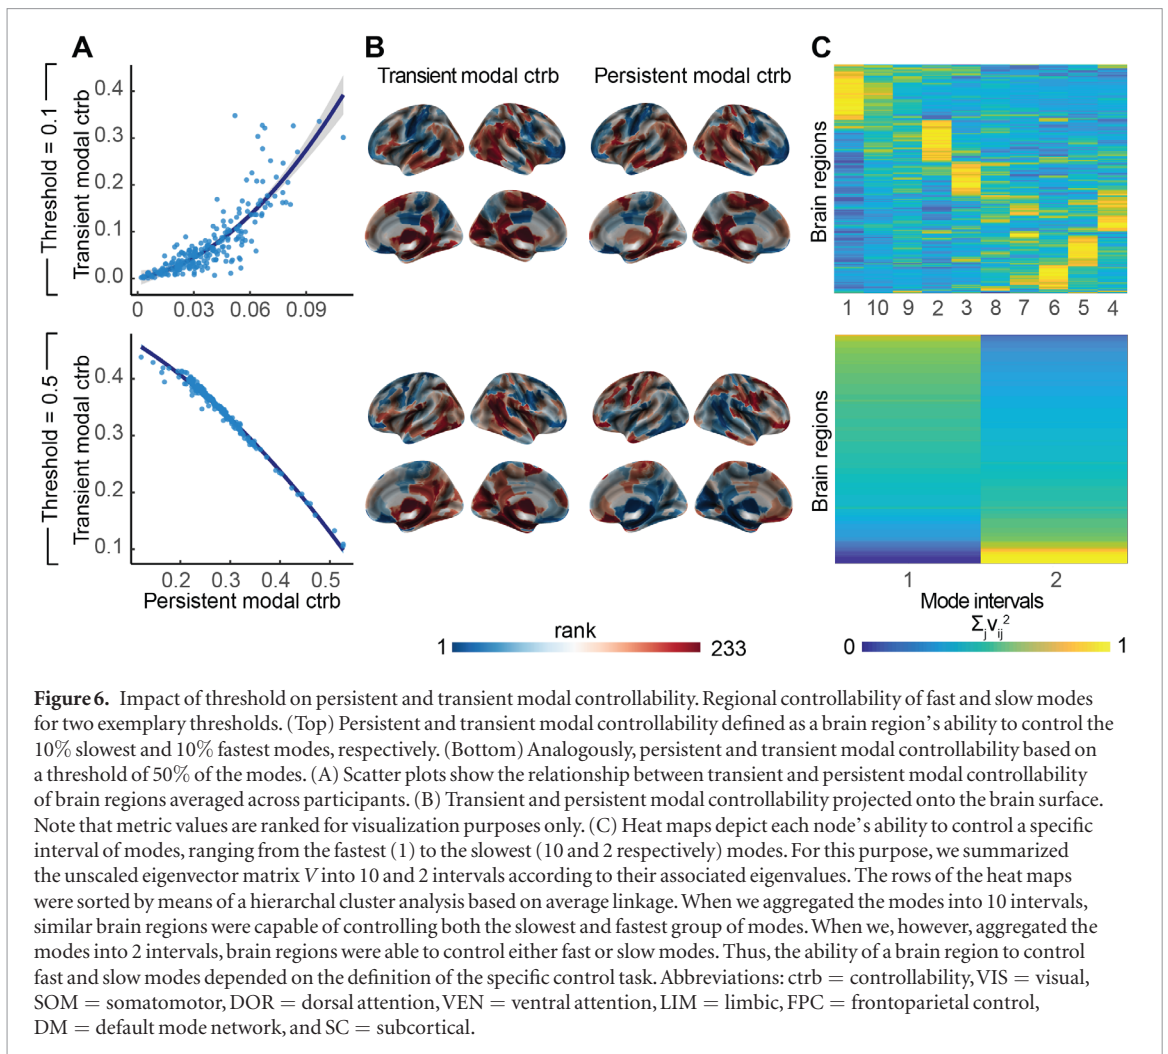 A
B
C
Transient modal ctrb
Persistent modal ctrb
Threshold = 0.1
Transient modal ctrb
0.4
0.3
0.2
0.1
0.0
0 0.03 0.06 0.09
Brain regions
1 10 9 2 3 8 7 6 5 4
Threshold = 0.5
Transient modal ctrb
0.4
0.3
0.2
0.1
0.2 0.3 0.4 0.5
Persistent modal ctrb
Brain regions
1 2
Mode intervals
rank
1 233
Σⱼvᵢⱼ²
0 1
Figure 6. Impact of threshold on persistent and transient modal controllability. Regional controllability of fast and slow modes
for two exemplary thresholds. (Top) Persistent and transient modal controllability defined as a brain region's ability to control the
10% slowest and 10% fastest modes, respectively. (Bottom) Analogously, persistent and transient modal controllability based on
a threshold of 50% of the modes. (A) Scatter plots show the relationship between transient and persistent modal controllability
of brain regions averaged across participants. (B) Transient and persistent modal controllability projected onto the brain surface.
Note that metric values are ranked for visualization purposes only. (C) Heat maps depict each node's ability to control a specific
interval of modes, ranging from the fastest (1) to the slowest (10 and 2 respectively) modes. For this purpose, we summarized
the unscaled eigenvector matrix V into 10 and 2 intervals according to their associated eigenvalues. The rows of the heat maps
were sorted by means of a hierarchal cluster analysis based on average linkage. When we aggregated the modes into 10 intervals,
similar brain regions were capable of controlling both the slowest and fastest group of modes. When we, however, aggregated the
modes into 2 intervals, brain regions were able to control either fast or slow modes. Thus, the ability of a brain region to control
fast and slow modes depended on the definition of the specific control task. Abbreviations: ctrb = controllability, VIS = visual,
SOM = somatomotor, DOR = dorsal attention, VEN = ventral attention, LIM = limbic, FPC = frontoparietal control,
DM = default mode network, and SC = subcortical.